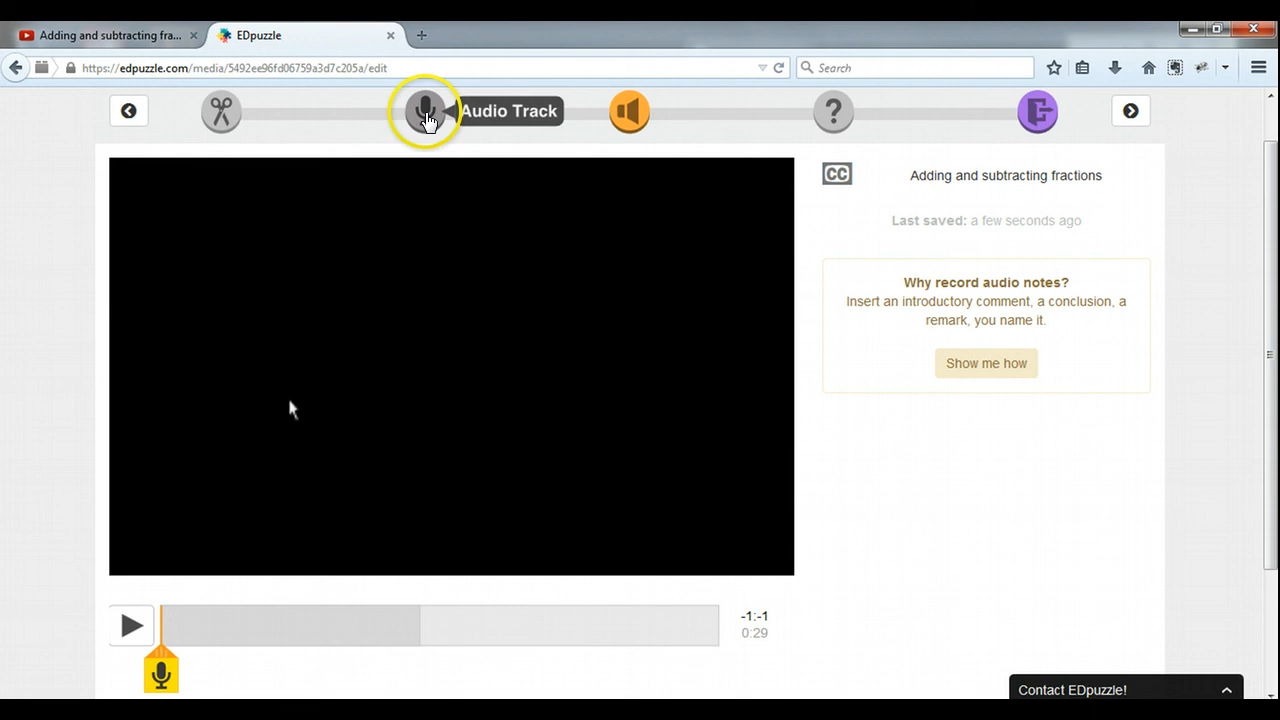 Adding and subtracting fra...
EDpuzzle
https://edpuzzle.com/media/5492ee96fd06759a3d7c205a/edit
Search
Audio Track
?
CC
Adding and subtracting fractions
Last saved: a few seconds ago
Why record audio notes?
Insert an introductory comment, a conclusion, a
remark, you name it.
Show me how
-1:-1
0:29
Contact EDpuzzle!